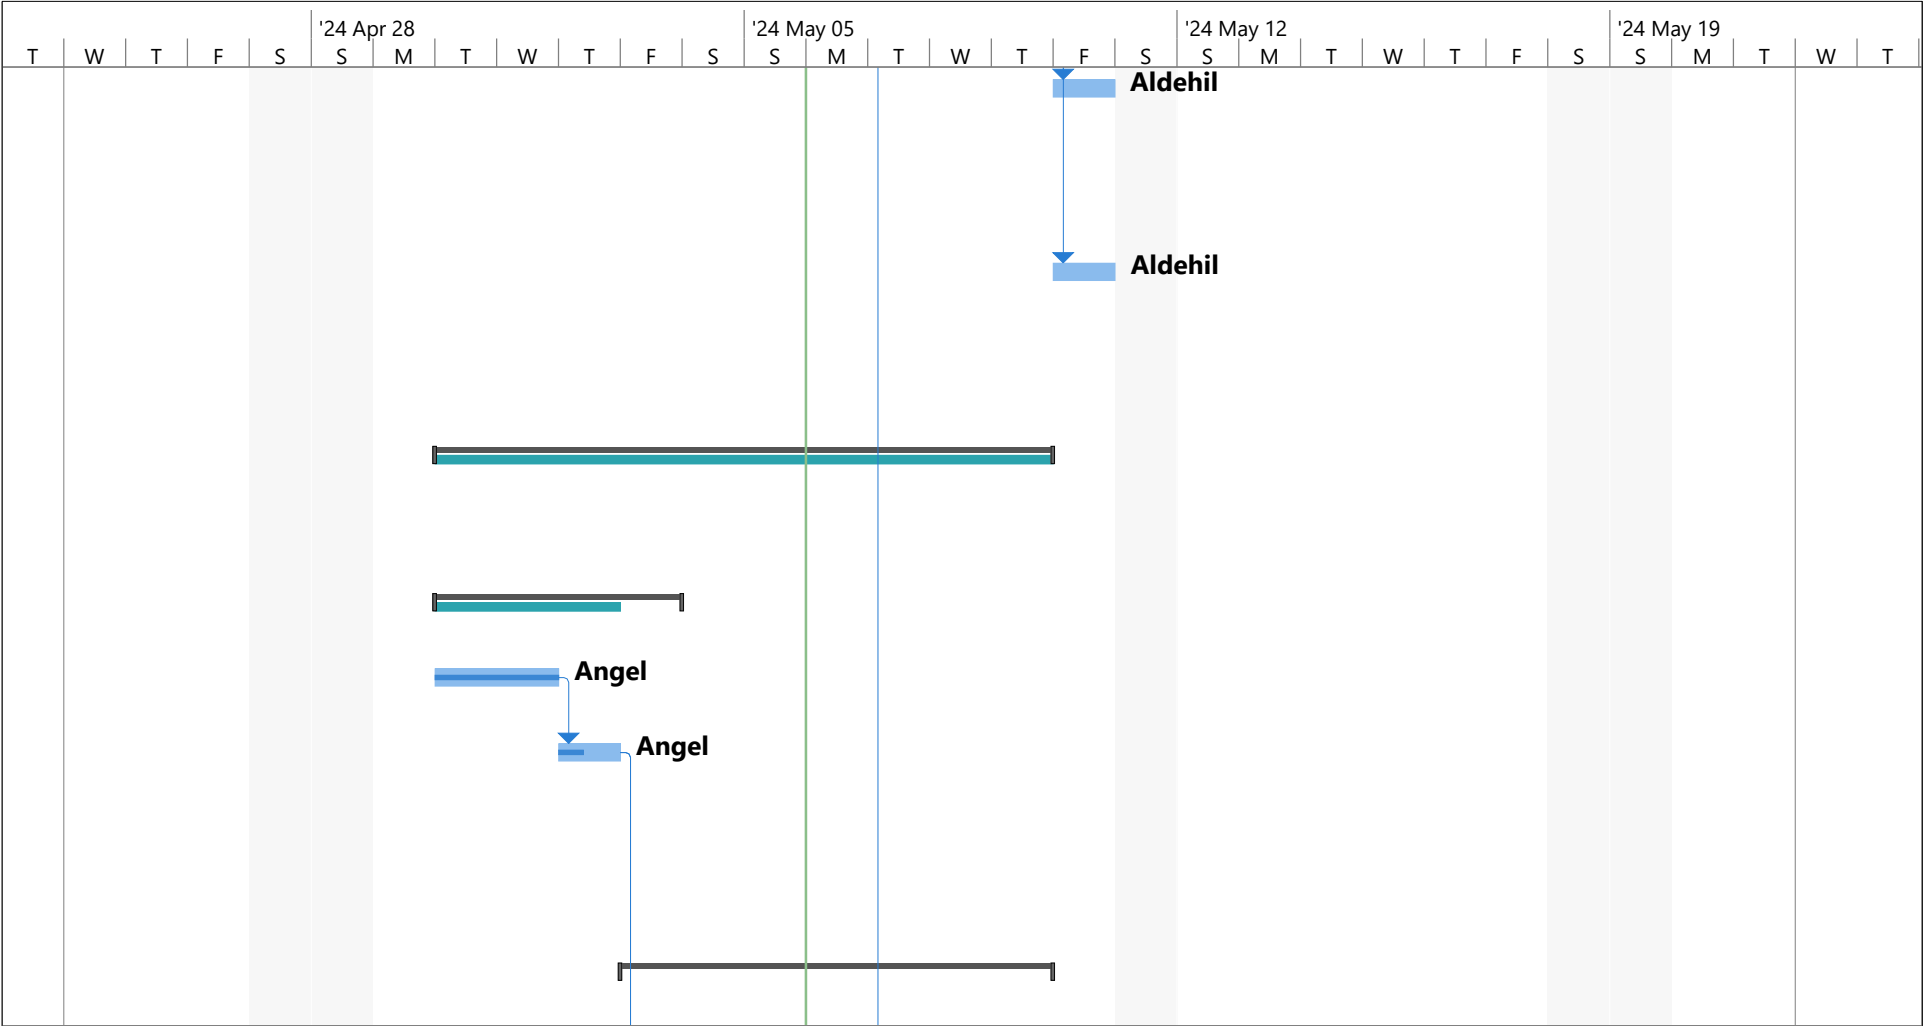 '24 Apr 28 '24 May 05 '24 May 12 '24 May 19
T W T F S S M T W T F S S M T W T F S S M T W T F S S M T W T
Aldehil
Aldehil
Angel
Angel